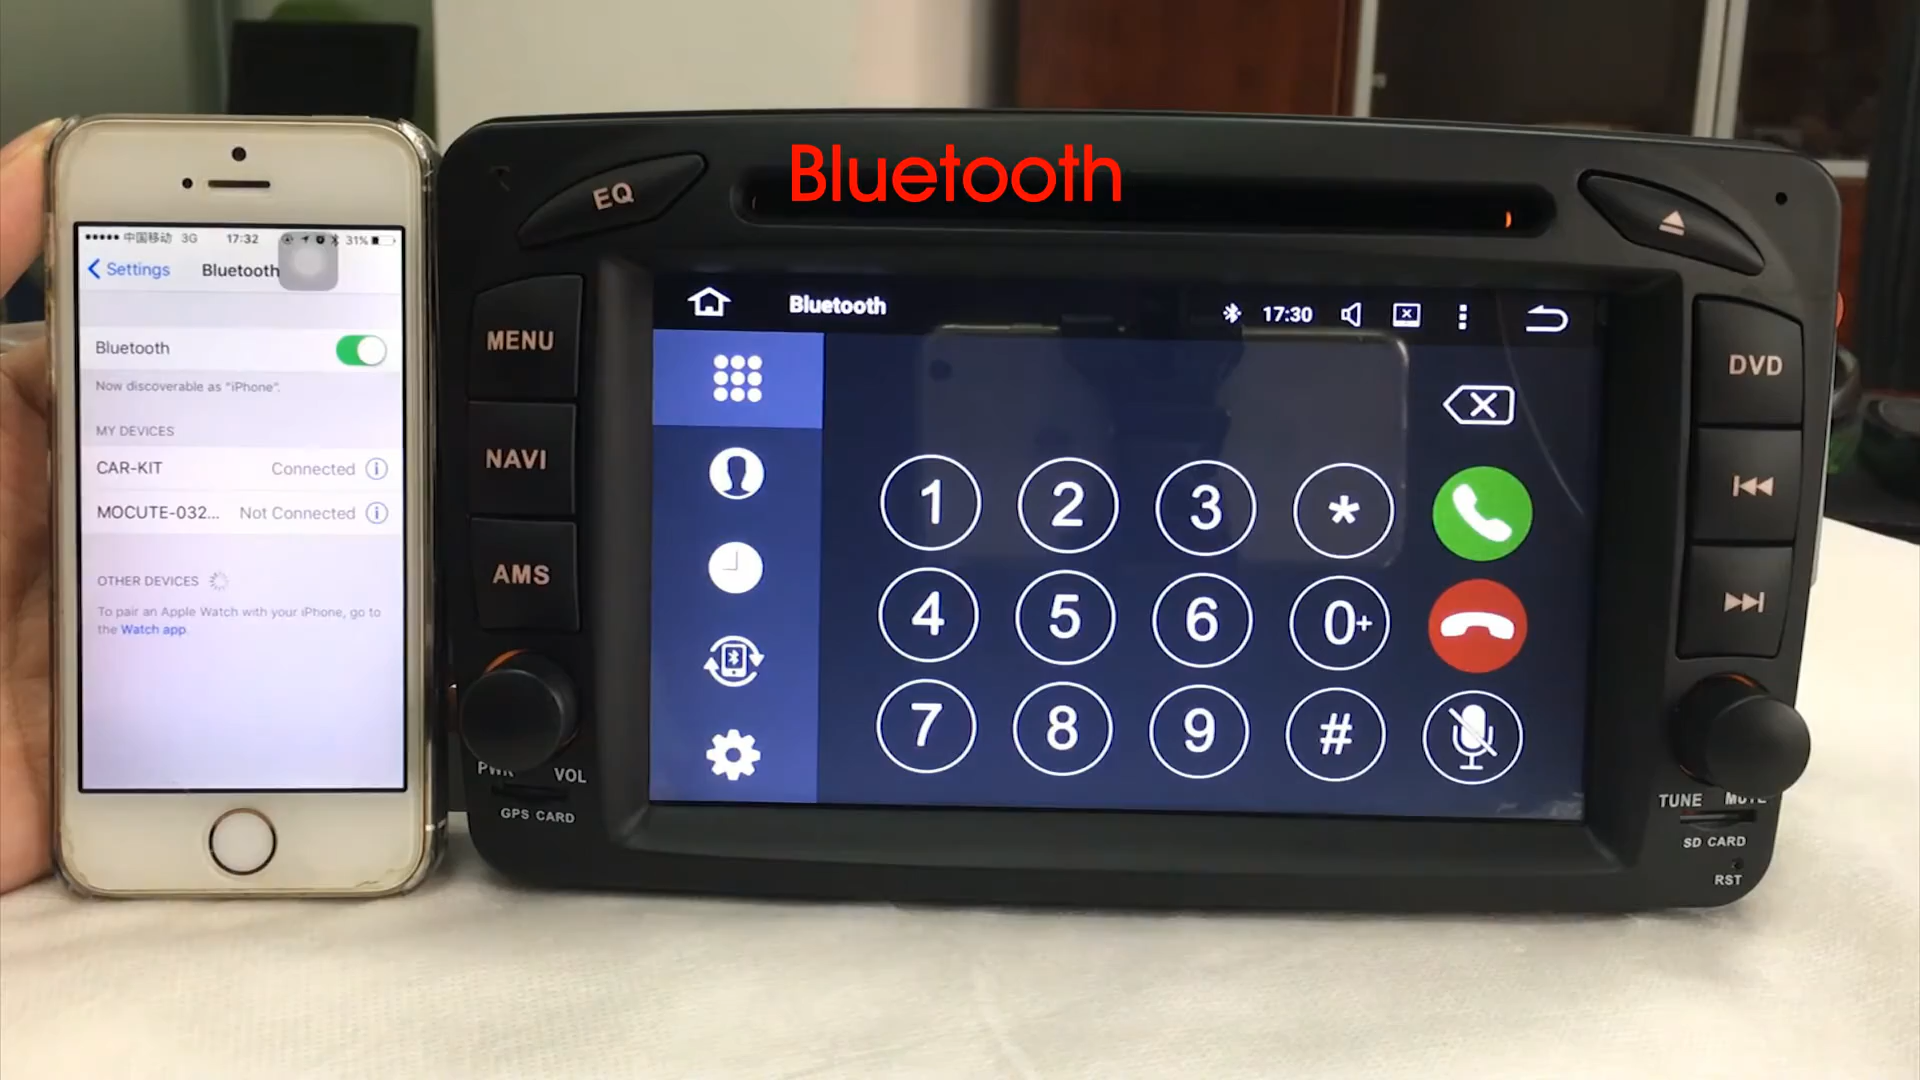 Bluetooth
中国移动 3G 17:32 31%
Settings Bluetooth
Bluetooth
Now discoverable as "iPhone".
MY DEVICES
CAR-KIT Connected
MOCUTE-032... Not Connected
OTHER DEVICES
To pair an Apple Watch with your iPhone, go to
the Watch app.
EQ
MENU
NAVI
AMS
PWR VOL
GPS CARD
Bluetooth 17:30
1 2 3 *
4 5 6 0+
7 8 9 #
DVD
TUNE MUTE
SD CARD
RST